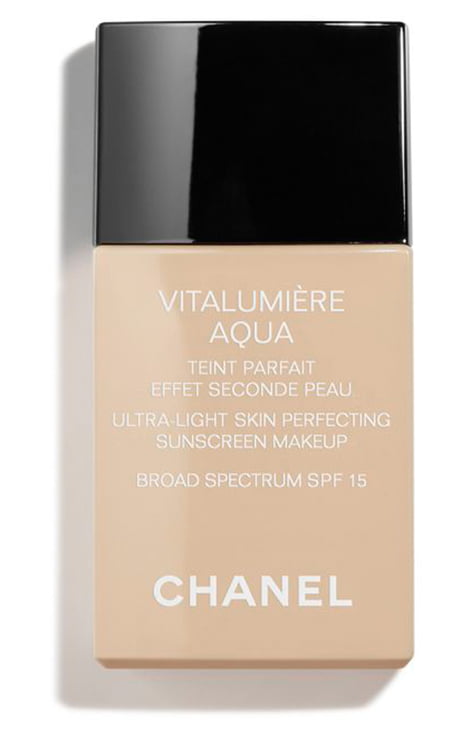 VITALUMIÈRE
AQUA
TEINT PARFAIT
EFFET SECONDE PEAU
ULTRA-LIGHT SKIN PERFECTING
SUNSCREEN MAKEUP
BROAD SPECTRUM SPF 15
CHANEL